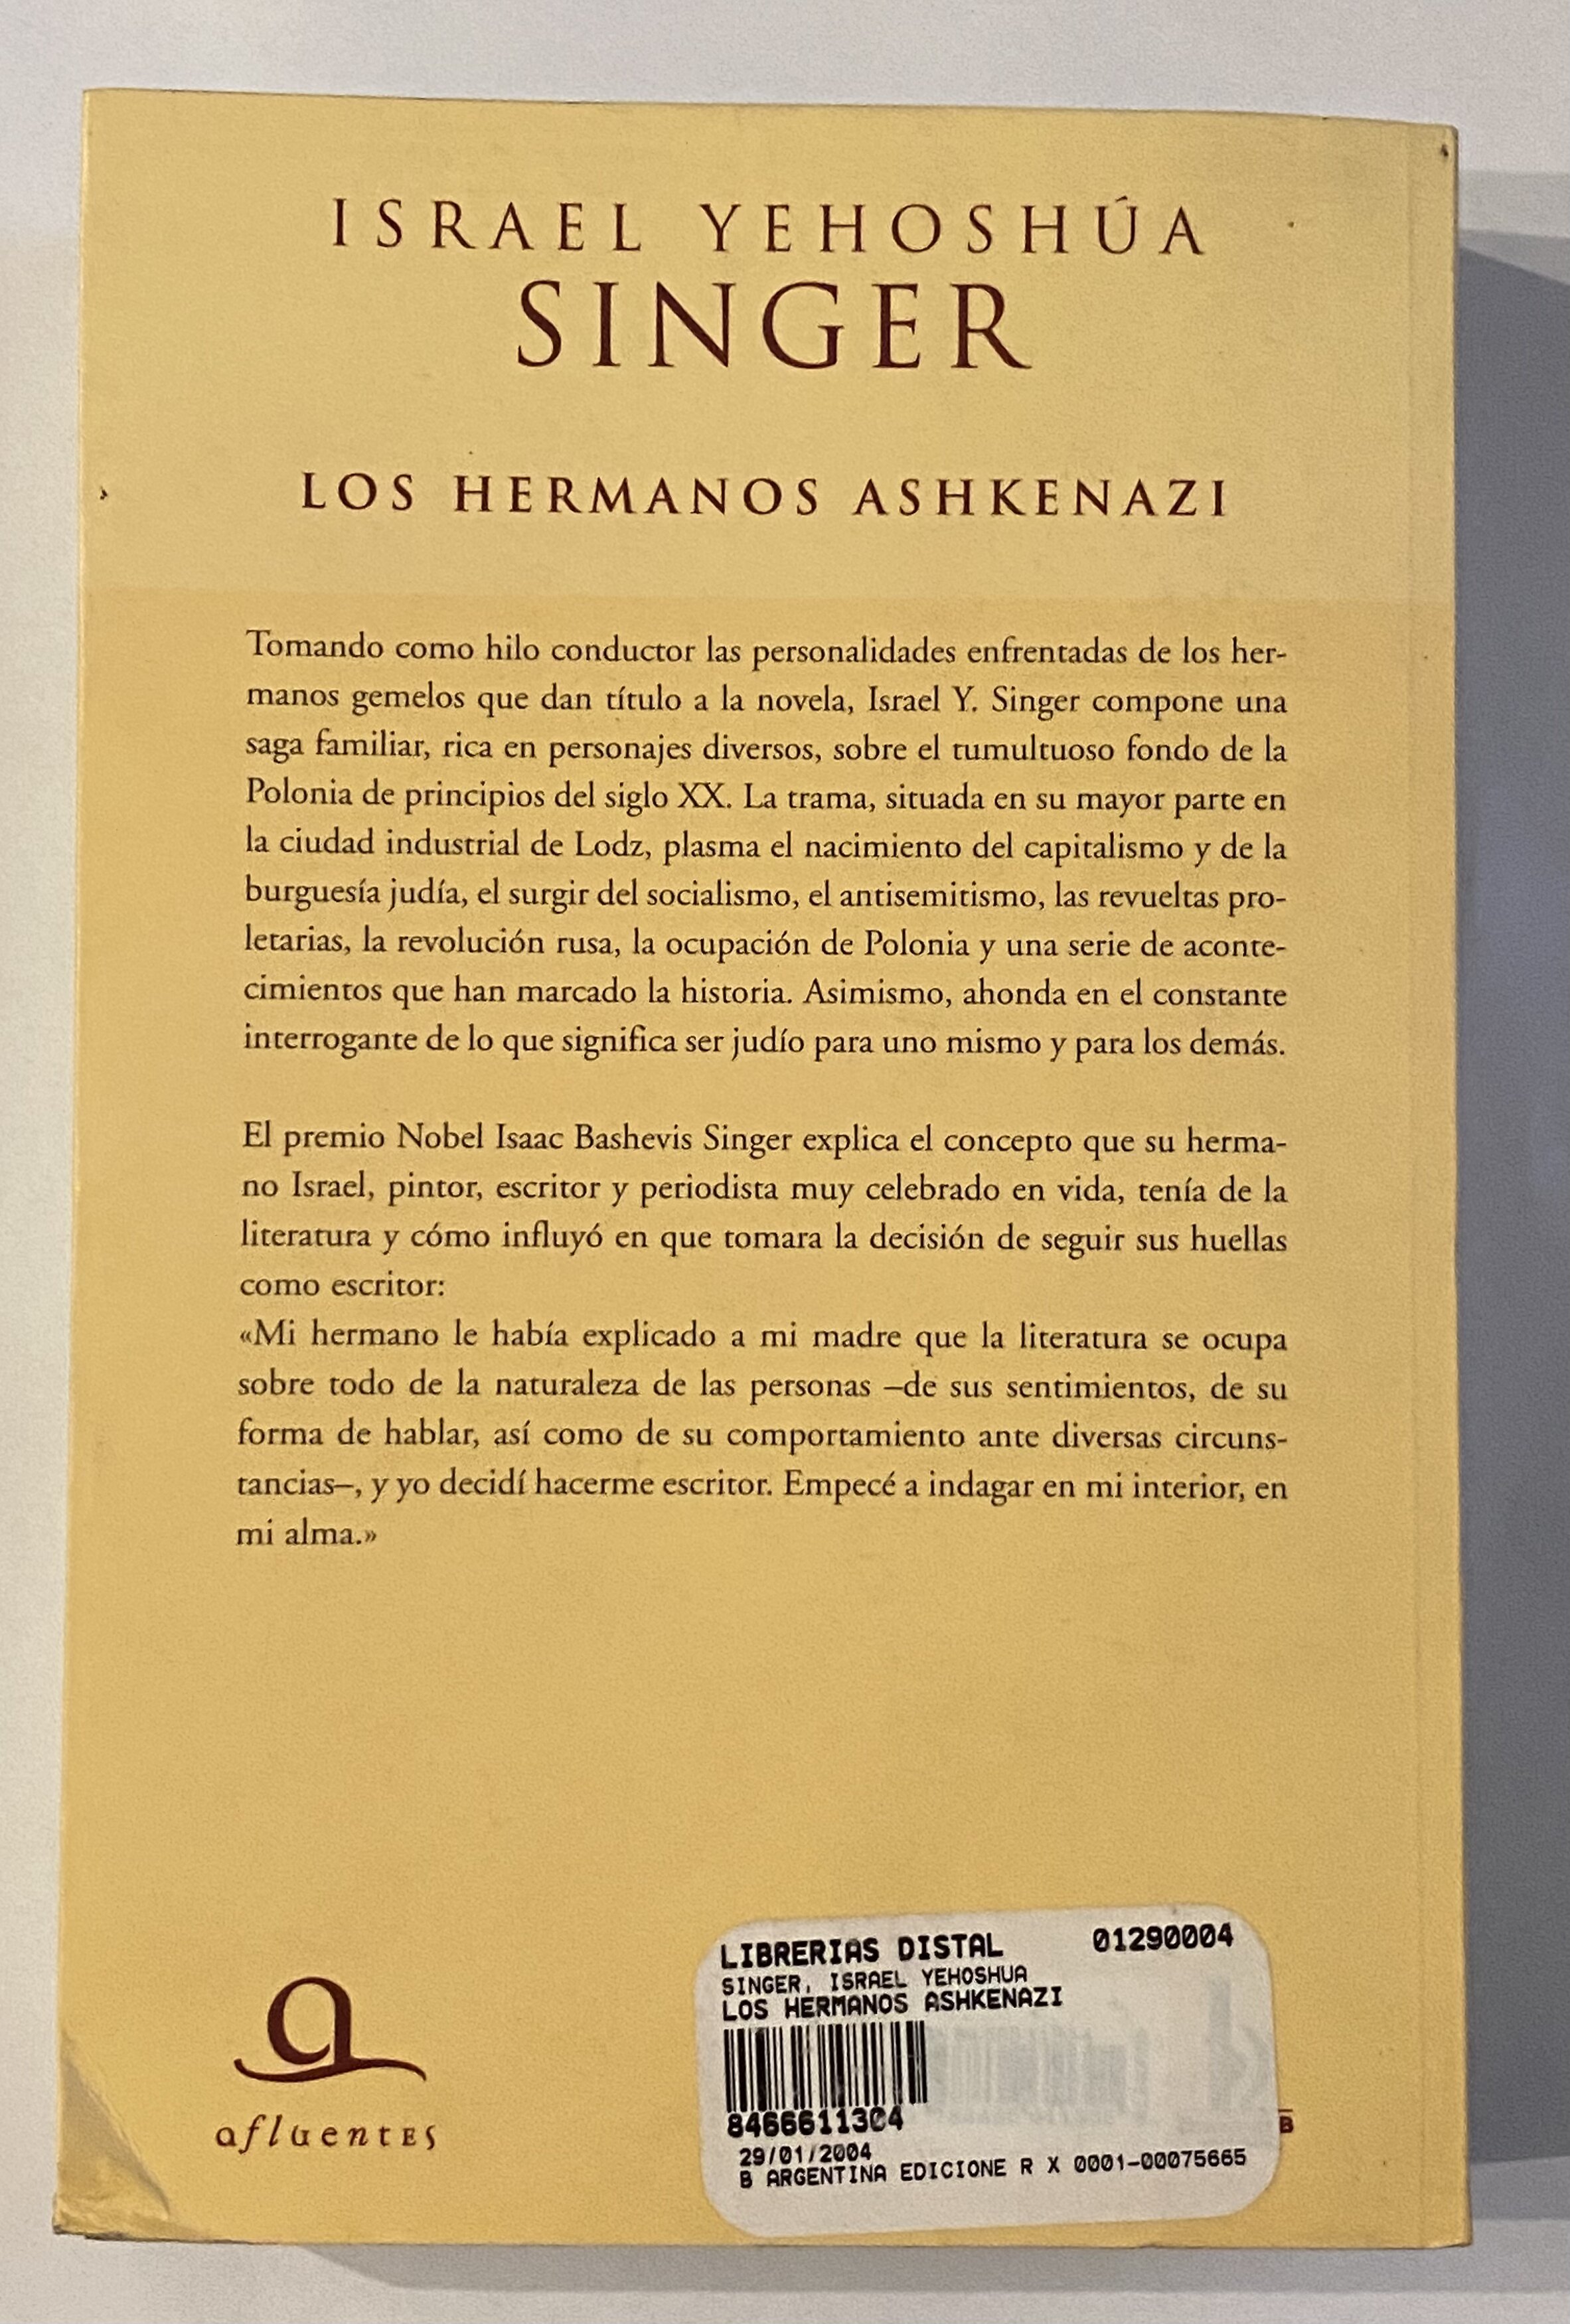 ISRAEL YEHOSHÚA
SINGER
LOS HERMANOS ASHKENAZI
Tomando como hilo conductor las personalidades enfrentadas de los her-
manos gemelos que dan título a la novela, Israel Y. Singer compone una
saga familiar, rica en personajes diversos, sobre el tumultuoso fondo de la
Polonia de principios del siglo XX. La trama, situada en su mayor parte en
la ciudad industrial de Lodz, plasma el nacimiento del capitalismo y de la
burguesía judía, el surgir del socialismo, el antisemitismo, las revueltas pro-
letarias, la revolución rusa, la ocupación de Polonia y una serie de aconte-
cimientos que han marcado la historia. Asimismo, ahonda en el constante
interrogante de lo que significa ser judío para uno mismo y para los demás.
El premio Nobel Isaac Bashevis Singer explica el concepto que su herma-
no Israel, pintor, escritor y periodista muy celebrado en vida, tenía de la
literatura y cómo influyó en que tomara la decisión de seguir sus huellas
como escritor:
«Mi hermano le había explicado a mi madre que la literatura se ocupa
sobre todo de la naturaleza de las personas –de sus sentimientos, de su
forma de hablar, así como de su comportamiento ante diversas circuns-
tancias–, y yo decidí hacerme escritor. Empecé a indagar en mi interior, en
mi alma.»
afluentes
LIBRERIAS DISTAL 01290004
SINGER, ISRAEL YEHOSHUA
LOS HERMANOS ASHKENAZI
8466611304
29/01/2004
B ARGENTINA EDICIONE R X 0001-00075665
B